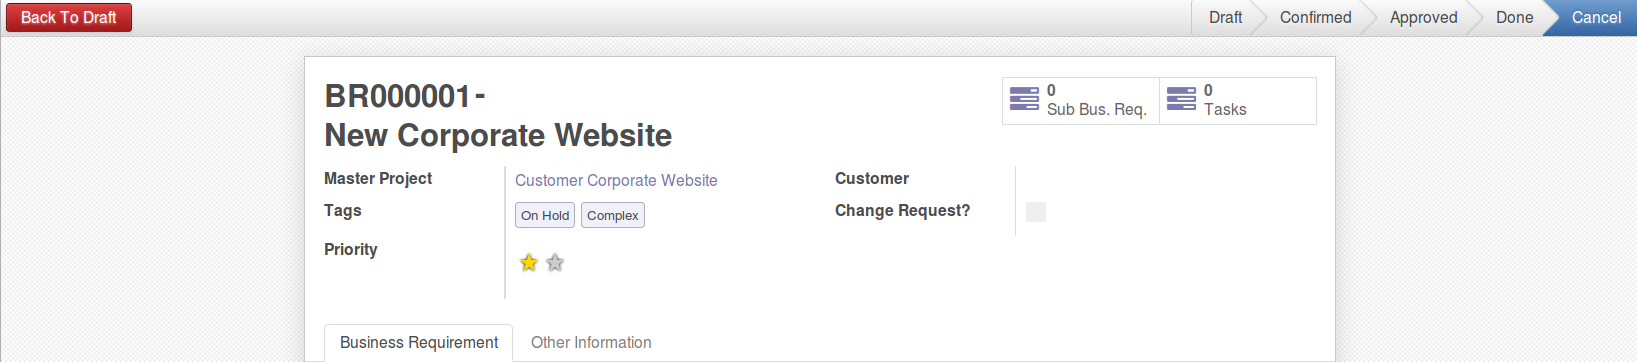 Back To Draft
Draft
Confirmed
Approved
Done
Cancel
BR000001-
New Corporate Website
0
Sub Bus. Req.
0
Tasks
Master Project
Customer Corporate Website
Customer
Tags
On Hold
Complex
Change Request?
Priority
Business Requirement
Other Information